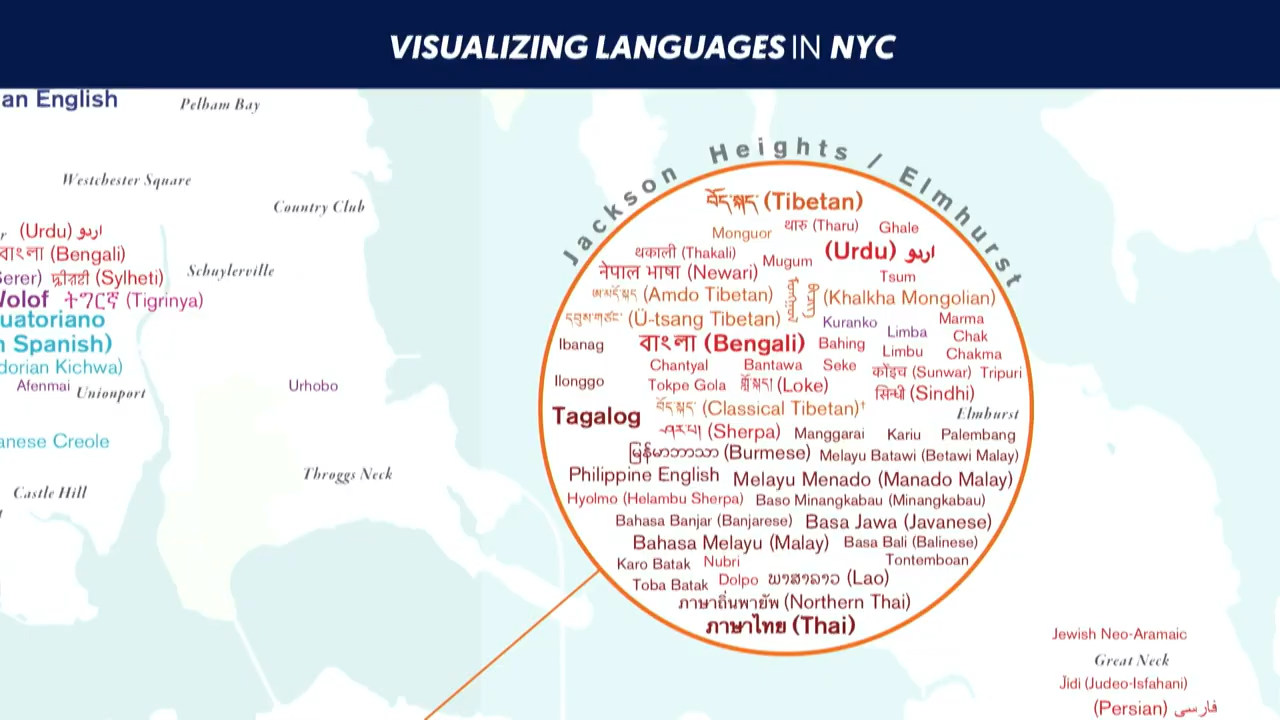 VISUALIZING LANGUAGES IN NYC
an English
Pelham Bay
Westchester Square
Country Club
(Urdu) اردو
বাংলা (Bengali)
Serer) (Sylheti)
Schuylerville
Wolof ትግርኛ (Tigrinya)
uatoriano
n Spanish)
dorian Kichwa)
Afenmai
Unionport
Urhobo
anese Creole
Throggs Neck
Castle Hill
Jackson Heights / Elmhurst
བོད་སྐད་ (Tibetan)
Monguor थारु (Tharu) Ghale
थकाली (Thakali) Mugum (Urdu) اردو
नेपाल भाषा (Newari) Tsum
ཨ་མདོ་སྐད་ (Amdo Tibetan) (Khalkha Mongolian)
དབུས་གཙང་ (Ü-tsang Tibetan) Kuranko Limba Marma
Ibanag বাংলা (Bengali) Bahing Limbu Chak
Chakma
Chantyal Bantawa Seke कोंइच (Sunwar) Tripuri
Ilonggo Tokpe Gola (Loke) सिन्धी (Sindhi)
Tagalog བོད་སྐད་ (Classical Tibetan)† Elmhurst
(Sherpa) Manggarai Kariu Palembang
မြန်မာဘာသာ (Burmese) Melayu Batawi (Betawi Malay)
Philippine English Melayu Menado (Manado Malay)
Hyolmo (Helambu Sherpa) Baso Minangkabau (Minangkabau)
Bahasa Banjar (Banjarese) Basa Jawa (Javanese)
Bahasa Melayu (Malay) Basa Bali (Balinese)
Karo Batak Nubri Tontemboan
Toba Batak Dolpo ພາສາລາວ (Lao)
ภาษาถิ่นพายัพ (Northern Thai)
ภาษาไทย (Thai)
Jewish Neo-Aramaic
Great Neck
Jidi (Judeo-Isfahani)
(Persian) فارسی